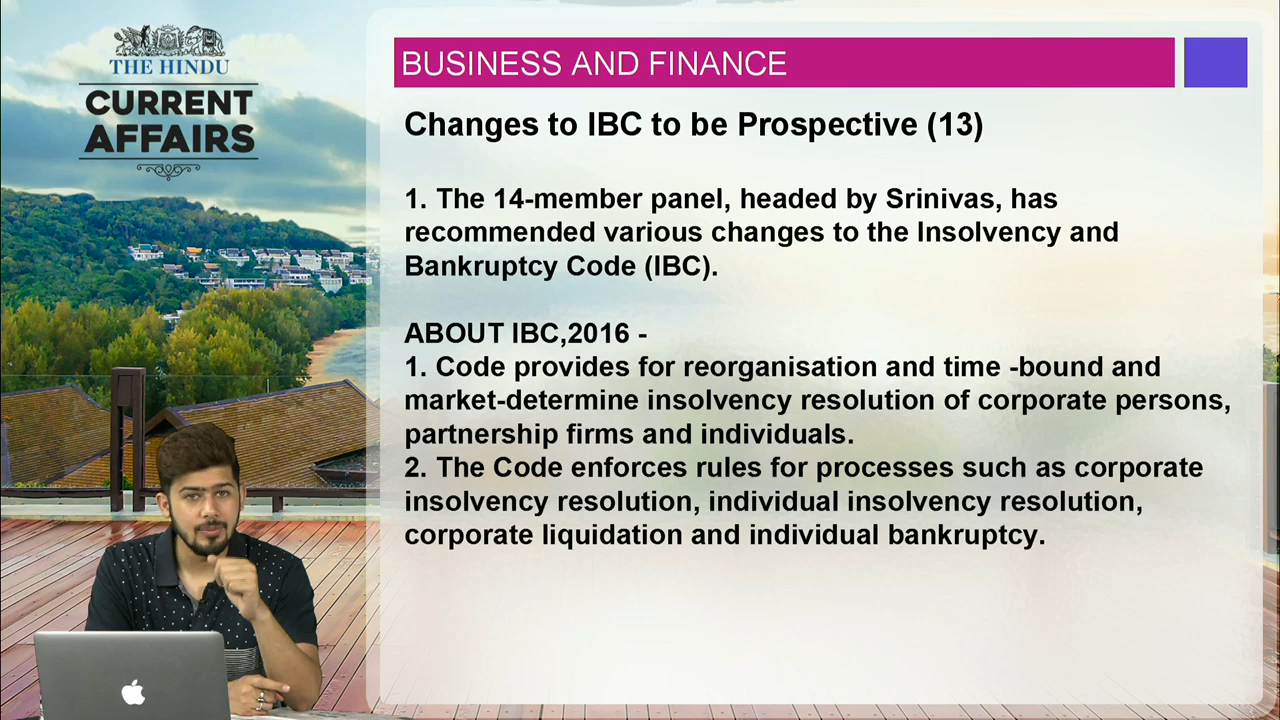 THE HINDU
CURRENT
AFFAIRS
BUSINESS AND FINANCE
Changes to IBC to be Prospective (13)
1. The 14-member panel, headed by Srinivas, has
recommended various changes to the Insolvency and
Bankruptcy Code (IBC).
ABOUT IBC,2016 -
1. Code provides for reorganisation and time -bound and
market-determine insolvency resolution of corporate persons,
partnership firms and individuals.
2. The Code enforces rules for processes such as corporate
insolvency resolution, individual insolvency resolution,
corporate liquidation and individual bankruptcy.